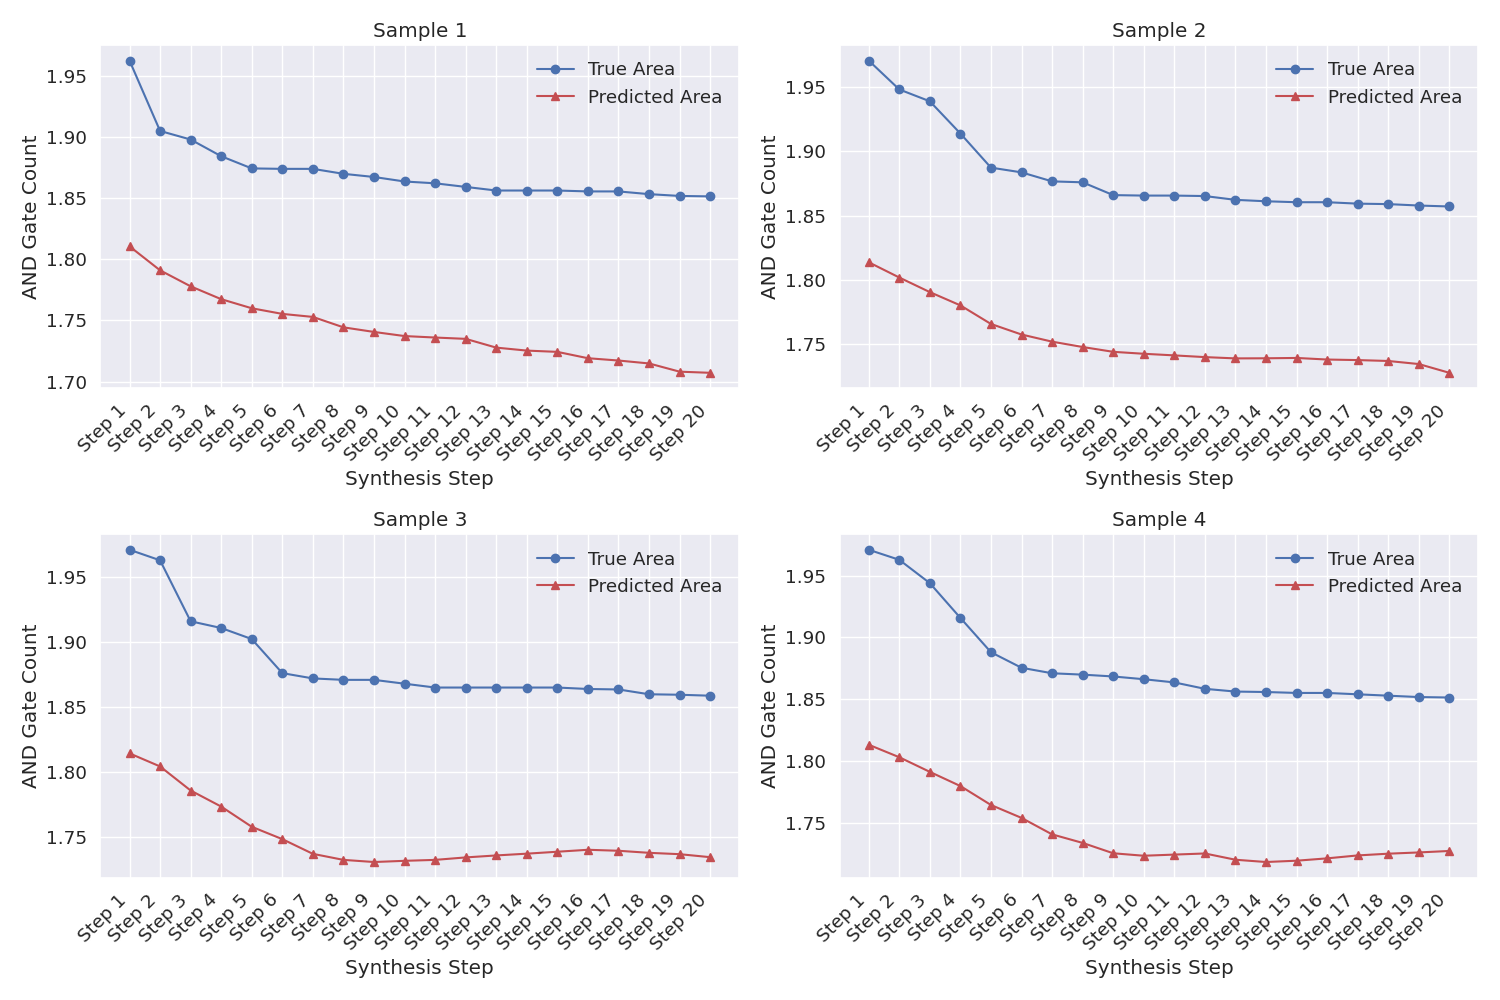 Sample 1
AND Gate Count
1.95
1.90
1.85
1.80
1.75
1.70
True Area
Predicted Area
Step 1
Step 2
Step 3
Step 4
Step 5
Step 6
Step 7
Step 8
Step 9
Step 10
Step 11
Step 12
Step 13
Step 14
Step 15
Step 16
Step 17
Step 18
Step 19
Step 20
Synthesis Step
Sample 2
AND Gate Count
1.95
1.90
1.85
1.80
1.75
True Area
Predicted Area
Step 1
Step 2
Step 3
Step 4
Step 5
Step 6
Step 7
Step 8
Step 9
Step 10
Step 11
Step 12
Step 13
Step 14
Step 15
Step 16
Step 17
Step 18
Step 19
Step 20
Synthesis Step
Sample 3
AND Gate Count
1.95
1.90
1.85
1.80
1.75
True Area
Predicted Area
Step 1
Step 2
Step 3
Step 4
Step 5
Step 6
Step 7
Step 8
Step 9
Step 10
Step 11
Step 12
Step 13
Step 14
Step 15
Step 16
Step 17
Step 18
Step 19
Step 20
Synthesis Step
Sample 4
AND Gate Count
1.95
1.90
1.85
1.80
1.75
True Area
Predicted Area
Step 1
Step 2
Step 3
Step 4
Step 5
Step 6
Step 7
Step 8
Step 9
Step 10
Step 11
Step 12
Step 13
Step 14
Step 15
Step 16
Step 17
Step 18
Step 19
Step 20
Synthesis Step